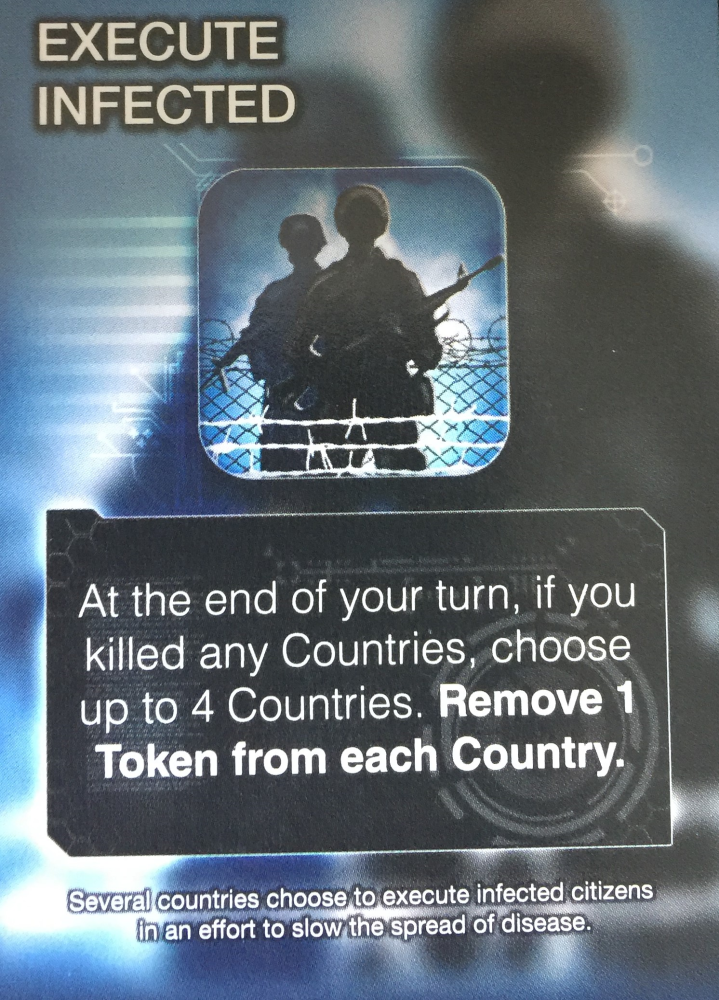 EXECUTE
INFECTED
At the end of your turn, if you
killed any Countries, choose
up to 4 Countries. Remove 1
Token from each Country.
Several countries choose to execute infected citizens
in an effort to slow the spread of disease.